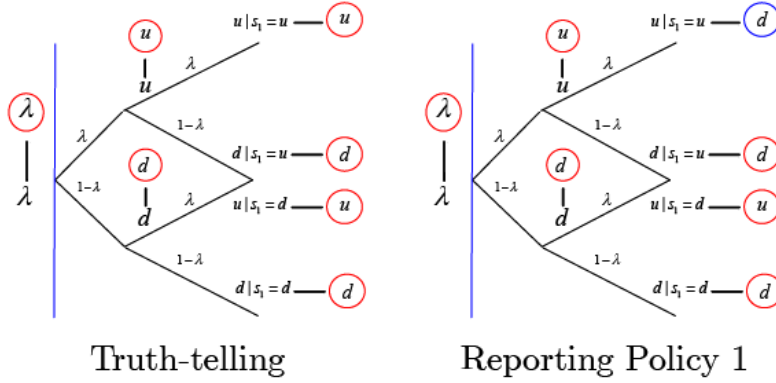 u | s₁ = u u
u
λ
u
λ
λ
1−λ
d | s₁ = u d
d
1−λ
λ
λ
d
u | s₁ = d u
1−λ
d | s₁ = d d
Truth-telling
u | s₁ = u d
u
λ
u
λ
λ
1−λ
d | s₁ = u d
d
1−λ
λ
λ
d
u | s₁ = d u
1−λ
d | s₁ = d d
Reporting Policy 1